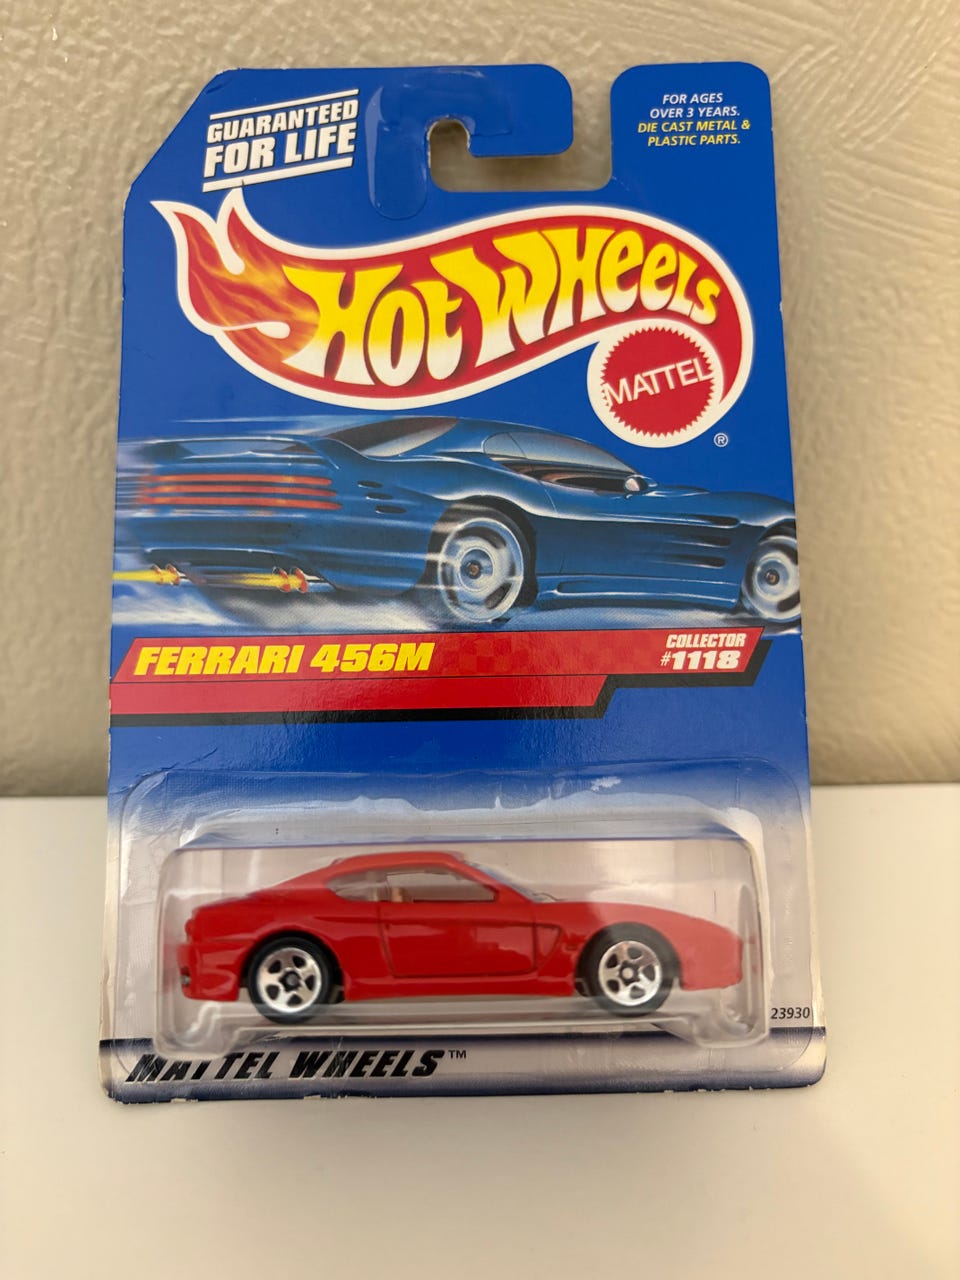 GUARANTEED
FOR LIFE
FOR AGES
OVER 3 YEARS.
DIE CAST METAL &
PLASTIC PARTS.
HOT WHEELS
MATTEL
®
FERRARI 456M
COLLECTOR
#1118
23930
MATTEL WHEELS™